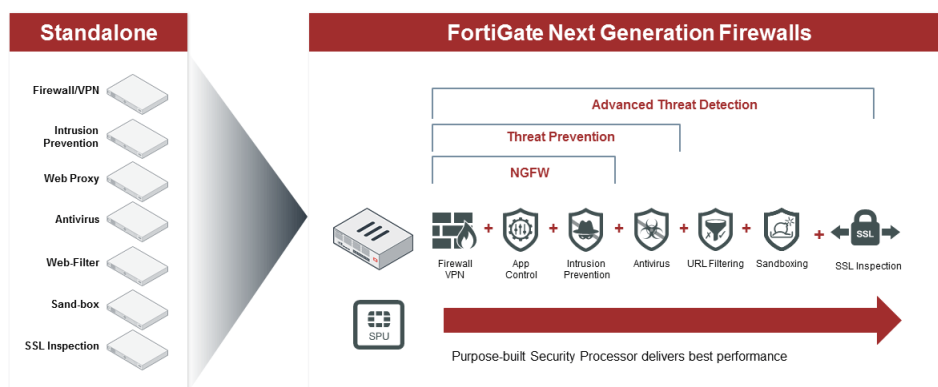 Standalone
Firewall/VPN
Intrusion
Prevention
Web Proxy
Antivirus
Web-Filter
Sand-box
SSL Inspection
FortiGate Next Generation Firewalls
Advanced Threat Detection
Threat Prevention
NGFW
+ + + + + +
SSL
Firewall
VPN
App
Control
Intrusion
Prevention
Antivirus
URL Filtering
Sandboxing
SSL Inspection
SPU
Purpose-built Security Processor delivers best performance